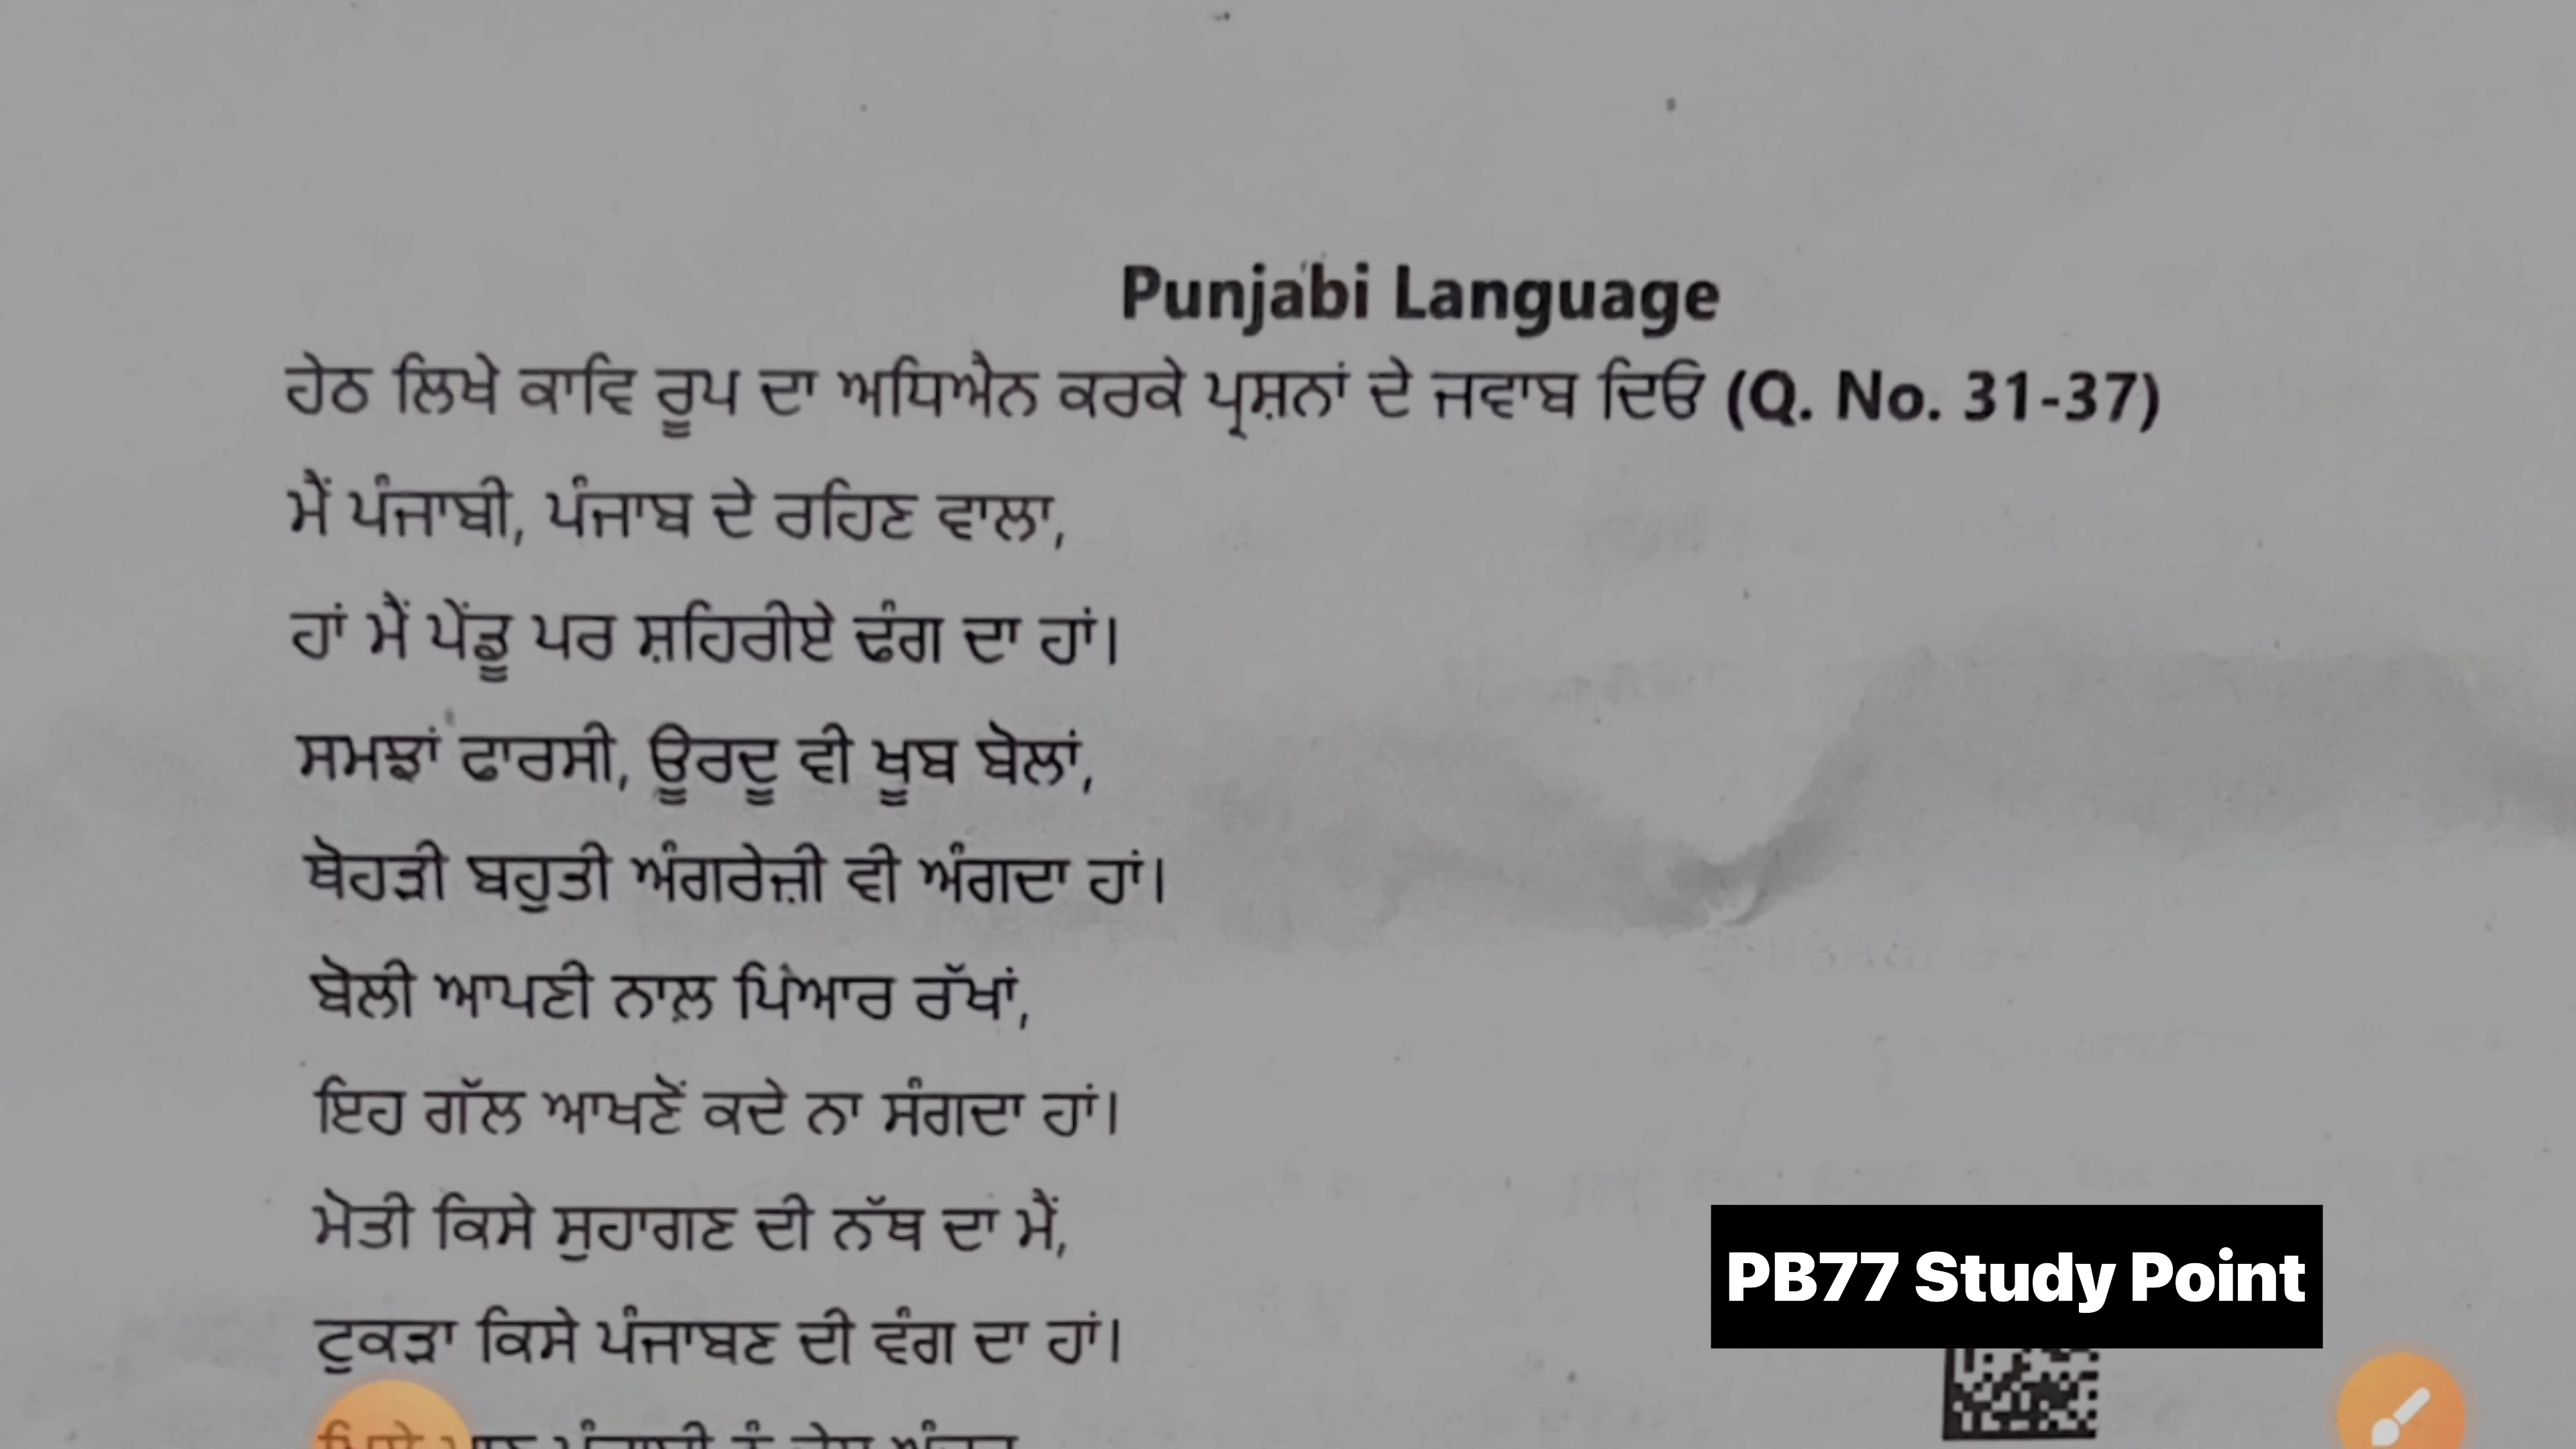 Punjabi Language
ਹੇਠ ਲਿਖੇ ਕਾਵਿ ਰੂਪ ਦਾ ਅਧਿਐਨ ਕਰਕੇ ਪ੍ਰਸ਼ਨਾਂ ਦੇ ਜਵਾਬ ਦਿਓ (Q. No. 31-37)
ਮੈਂ ਪੰਜਾਬੀ, ਪੰਜਾਬ ਦੇ ਰਹਿਣ ਵਾਲਾ,
ਹਾਂ ਮੈਂ ਪੇਂਡੂ ਪਰ ਸ਼ਹਿਰੀਏ ਢੰਗ ਦਾ ਹਾਂ।
ਸਮਝਾਂ ਫਾਰਸੀ, ਊਰਦੂ ਵੀ ਖੂਬ ਬੋਲਾਂ,
ਥੋਹੜੀ ਬਹੁਤੀ ਅੰਗਰੇਜ਼ੀ ਵੀ ਅੰਗਦਾ ਹਾਂ।
ਬੋਲੀ ਆਪਣੀ ਨਾਲ਼ ਪਿਆਰ ਰੱਖਾਂ,
ਇਹ ਗੱਲ ਆਖਣੋਂ ਕਦੇ ਨਾ ਸੰਗਦਾ ਹਾਂ।
ਮੋਤੀ ਕਿਸੇ ਸੁਹਾਗਣ ਦੀ ਨੱਥ ਦਾ ਮੈਂ,
ਟੁਕੜਾ ਕਿਸੇ ਪੰਜਾਬਣ ਦੀ ਵੰਗ ਦਾ ਹਾਂ।
PB77 Study Point